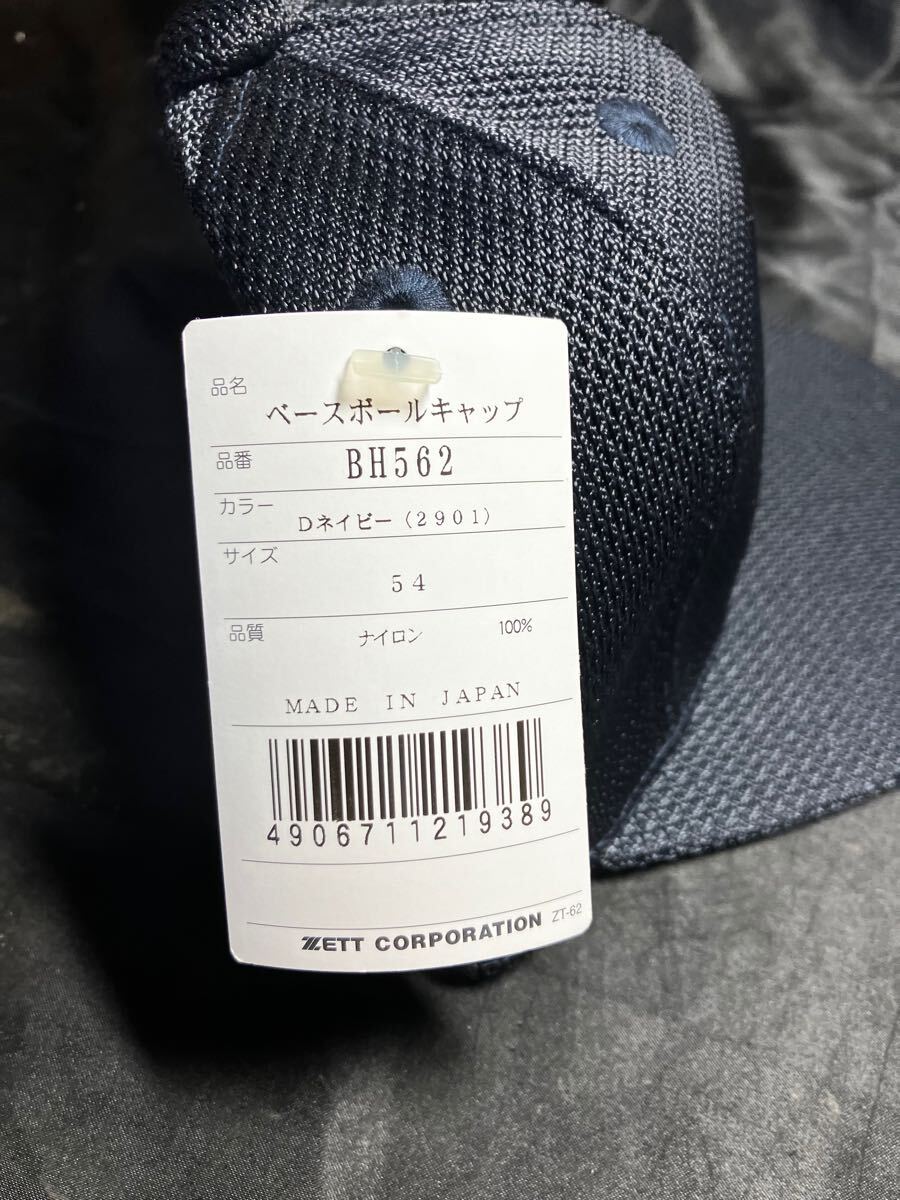 品名
ベースボールキャップ
品番 BH562
カラー Dネイビー(2901)
サイズ 54
品質 ナイロン 100%
MADE IN JAPAN
4906711219389
ZETT CORPORATION ZT-62